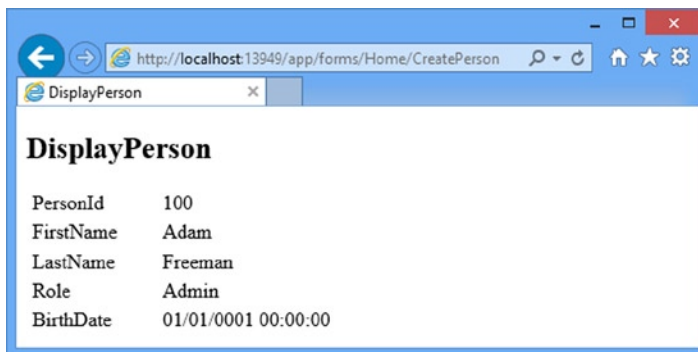 http://localhost:13949/app/forms/Home/CreatePerson
DisplayPerson
DisplayPerson
PersonId 100
FirstName Adam
LastName Freeman
Role Admin
BirthDate 01/01/0001 00:00:00